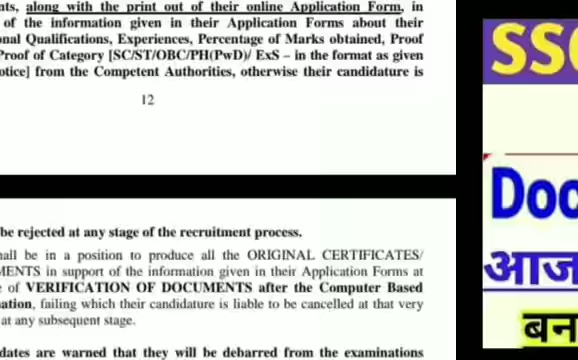 nts, along with the print out of their online Application Form, in
of the information given in their Application Forms about their
onal Qualifications, Experiences, Percentage of Marks obtained, Proof
Proof of Category [SC/ST/OBC/PH(PwD)/ ExS – in the format as given
otice] from the Competent Authorities, otherwise their candidature is
12
be rejected at any stage of the recruitment process.
hall be in a position to produce all the ORIGINAL CERTIFICATES/
MENTS in support of the information given in their Application Forms at
e of VERIFICATION OF DOCUMENTS after the Computer Based
nation, failing which their candidature is liable to be cancelled at that very
at any subsequent stage.
dates are warned that they will be debarred from the examinations
SSC
Doc
आज
बन